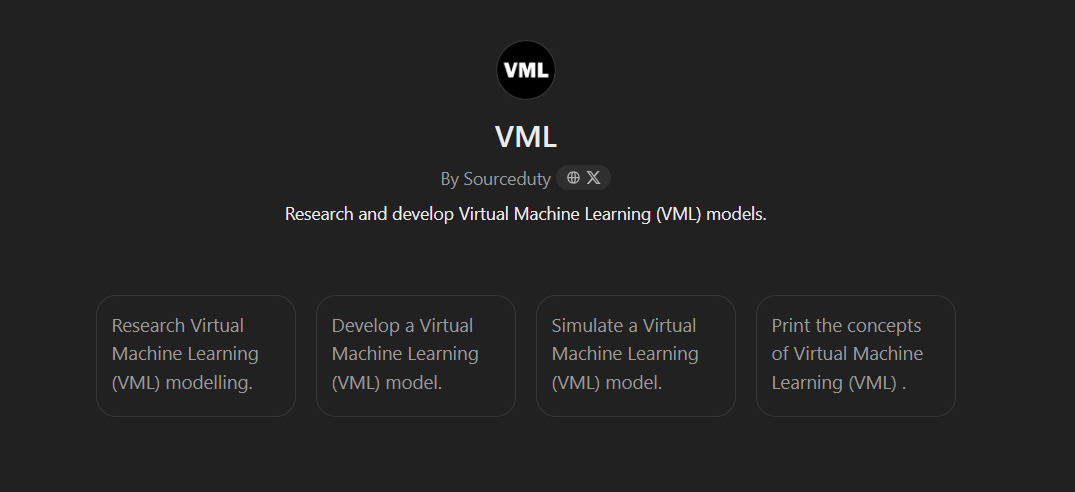 VML
VML
By Sourceduty
Research and develop Virtual Machine Learning (VML) models.
Research Virtual
Machine Learning
(VML) modelling.
Develop a Virtual
Machine Learning
(VML) model.
Simulate a Virtual
Machine Learning
(VML) model.
Print the concepts
of Virtual Machine
Learning (VML) .